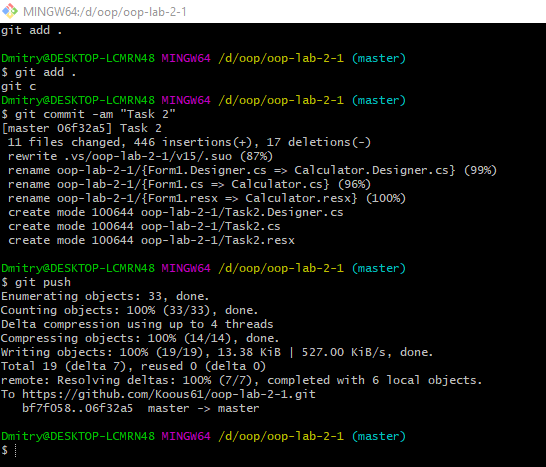 MINGW64:/d/oop/oop-lab-2-1
git add .
Dmitry@DESKTOP-LCMRN48 MINGW64 /d/oop/oop-lab-2-1 (master)
$ git add .
git c
Dmitry@DESKTOP-LCMRN48 MINGW64 /d/oop/oop-lab-2-1 (master)
$ git commit -am "Task 2"
[master 06f32a5] Task 2
 11 files changed, 446 insertions(+), 17 deletions(-)
 rewrite .vs/oop-lab-2-1/v15/.suo (87%)
 rename oop-lab-2-1/{Form1.Designer.cs => Calculator.Designer.cs} (99%)
 rename oop-lab-2-1/{Form1.cs => Calculator.cs} (96%)
 rename oop-lab-2-1/{Form1.resx => Calculator.resx} (100%)
 create mode 100644 oop-lab-2-1/Task2.Designer.cs
 create mode 100644 oop-lab-2-1/Task2.cs
 create mode 100644 oop-lab-2-1/Task2.resx
Dmitry@DESKTOP-LCMRN48 MINGW64 /d/oop/oop-lab-2-1 (master)
$ git push
Enumerating objects: 33, done.
Counting objects: 100% (33/33), done.
Delta compression using up to 4 threads
Compressing objects: 100% (14/14), done.
Writing objects: 100% (19/19), 13.38 KiB | 527.00 KiB/s, done.
Total 19 (delta 7), reused 0 (delta 0)
remote: Resolving deltas: 100% (7/7), completed with 6 local objects.
To https://github.com/Koous61/oop-lab-2-1.git
   bf7f058..06f32a5  master -> master
Dmitry@DESKTOP-LCMRN48 MINGW64 /d/oop/oop-lab-2-1 (master)
$